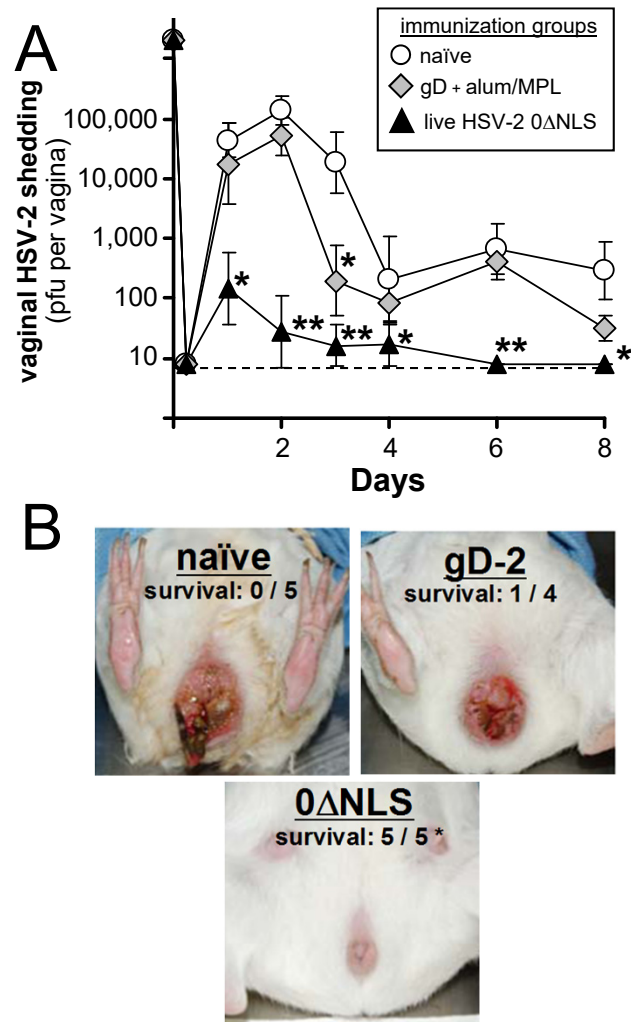 A
immunization groups
naïve
gD + alum/MPL
live HSV-2 0ΔNLS
vaginal HSV-2 shedding
(pfu per vagina)
100,000
10,000
1,000
100
10
*
*
**
**
*
**
*
2
4
6
8
Days
B
naïve
survival: 0 / 5
gD-2
survival: 1 / 4
0ΔNLS
survival: 5 / 5 *